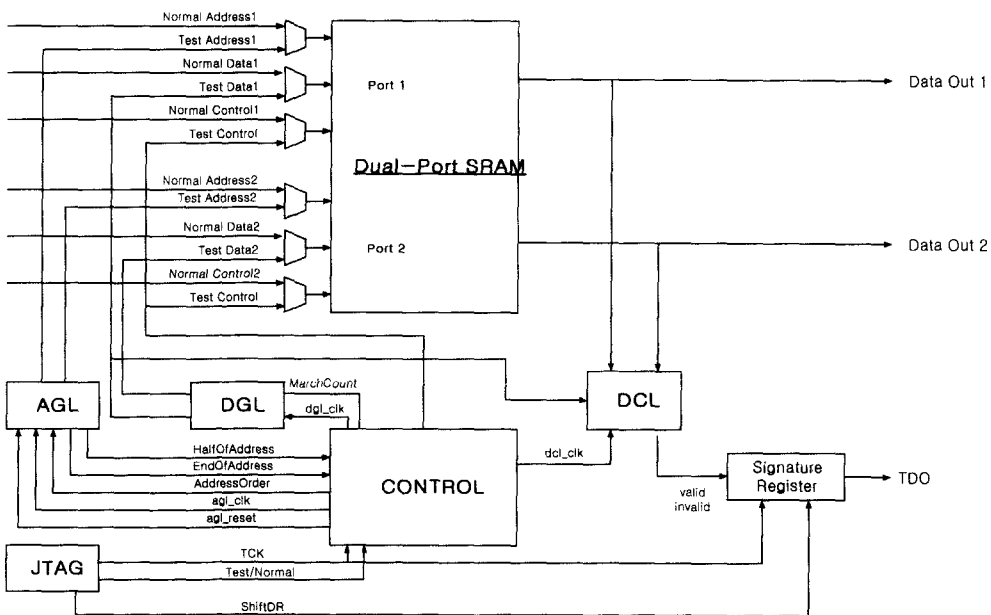 Normal Address1
Test Address1
Normal Data1
Test Data1
Normal Control1
Test Control
Port 1
Data Out 1
Dual-Port SRAM
Normal Address2
Test Address2
Normal Data2
Test Data2
Normal Control2
Test Control
Port 2
Data Out 2
AGL
DGL
MarchCount
dgl_clk
DCL
HalfOfAddress
EndOfAddress
AddressOrder
agl_clk
agl_reset
CONTROL
dcl_clk
valid
invalid
Signature
Register
TDO
JTAG
TCK
Test/Normal
ShiftDR